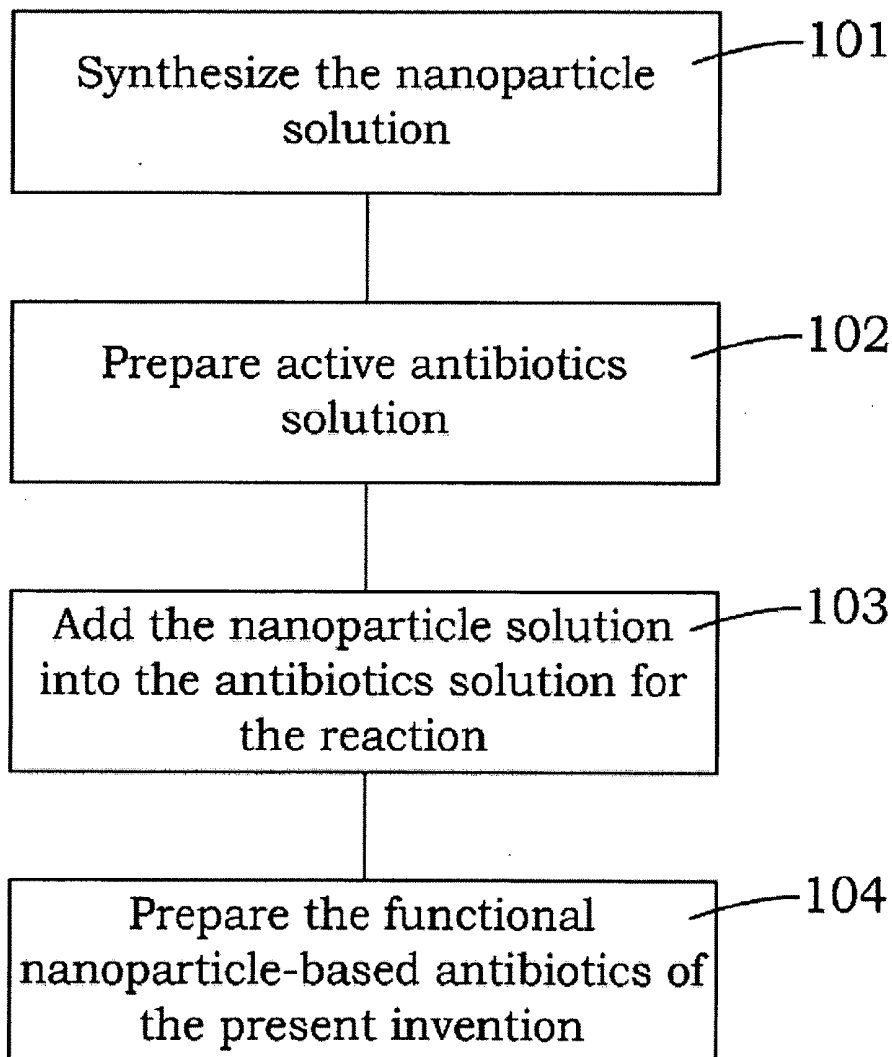 101
Synthesize the nanoparticle
solution
102
Prepare active antibiotics
solution
103
Add the nanoparticle solution
into the antibiotics solution for
the reaction
104
Prepare the functional
nanoparticle-based antibiotics of
the present invention